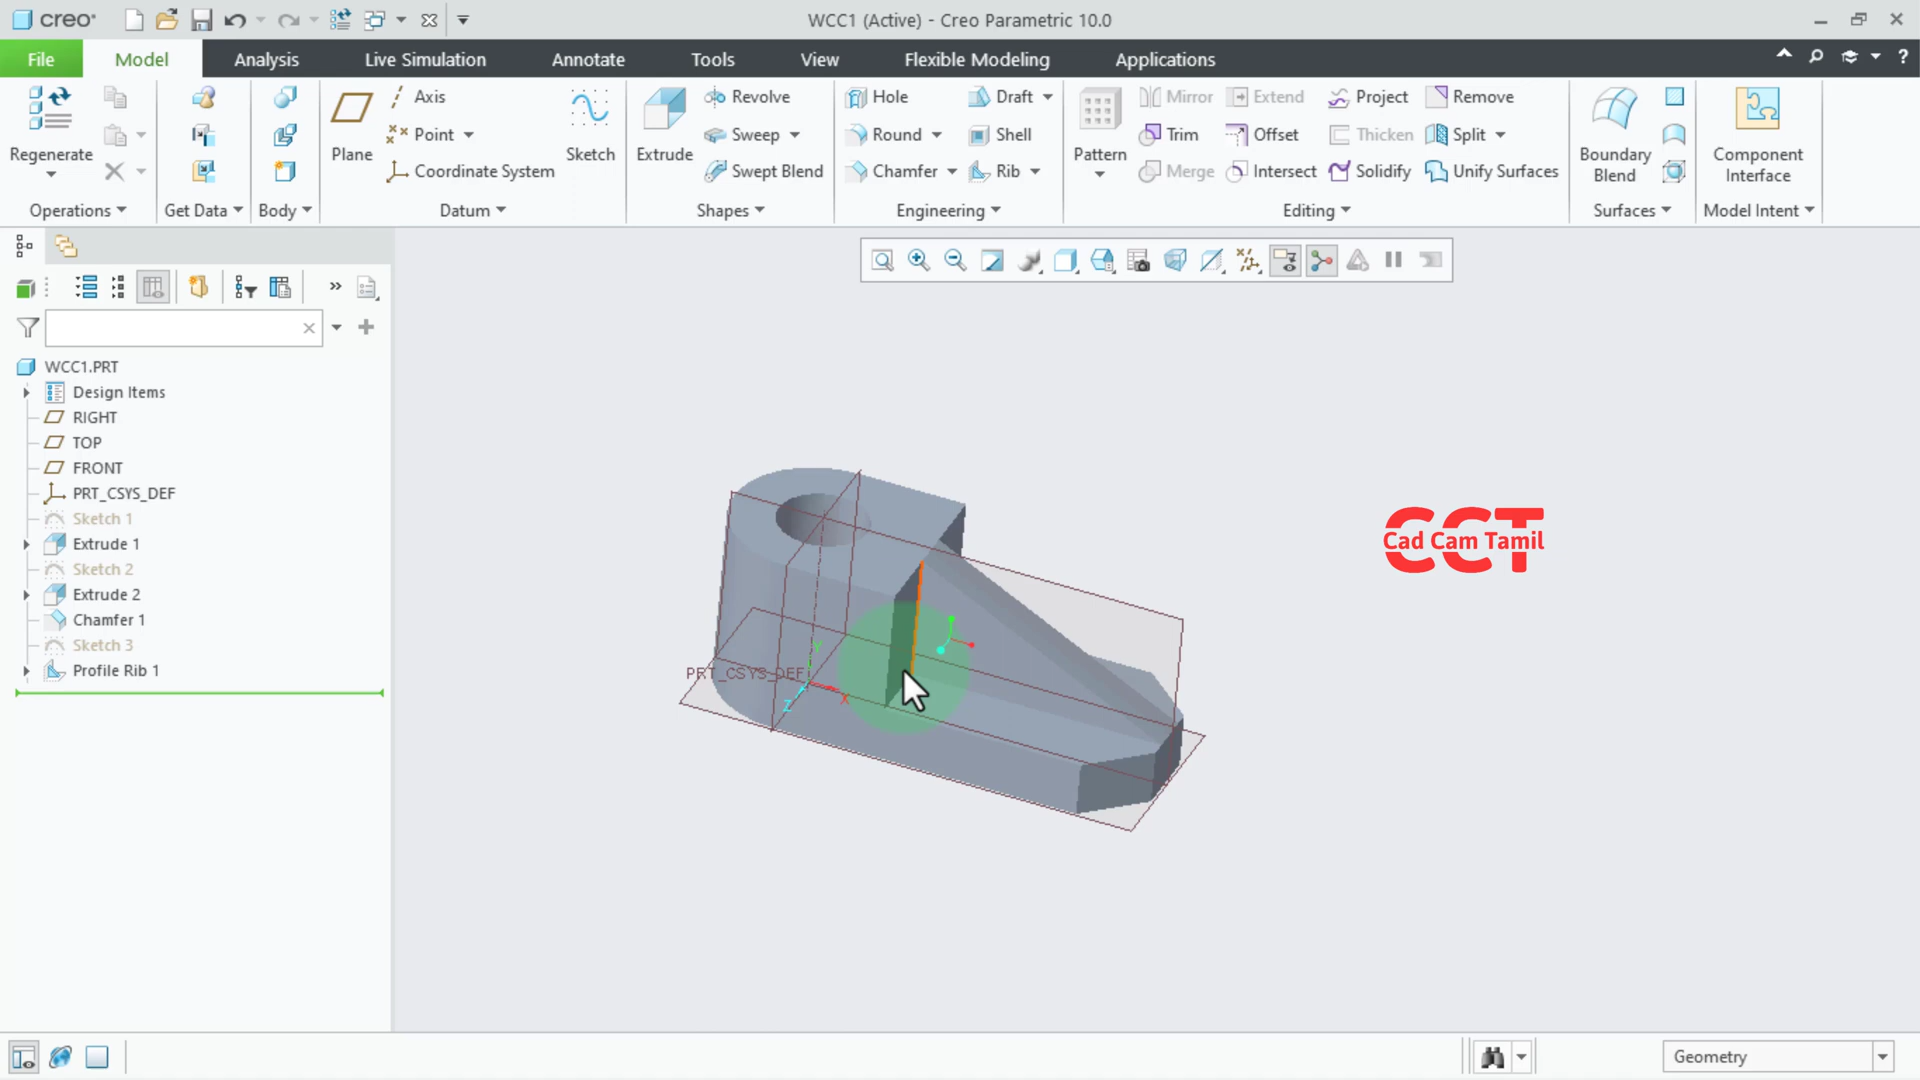 creo
WCC1 (Active) - Creo Parametric 10.0
File
Model
Analysis
Live Simulation
Annotate
Tools
View
Flexible Modeling
Applications
Regenerate
Operations
Get Data
Body
Plane
Axis
Point
Coordinate System
Sketch
Datum
Extrude
Revolve
Sweep
Swept Blend
Shapes
Hole
Round
Chamfer
Draft
Shell
Rib
Engineering
Pattern
Mirror
Trim
Merge
Extend
Offset
Intersect
Project
Thicken
Solidify
Remove
Split
Unify Surfaces
Editing
Boundary
Blend
Surfaces
Component
Interface
Model Intent
WCC1.PRT
Design Items
RIGHT
TOP
FRONT
PRT_CSYS_DEF
Sketch 1
Extrude 1
Sketch 2
Extrude 2
Chamfer 1
Sketch 3
Profile Rib 1
PRT_CSYS_DEF
Y
X
Z
CCT
Cad Cam Tamil
Geometry